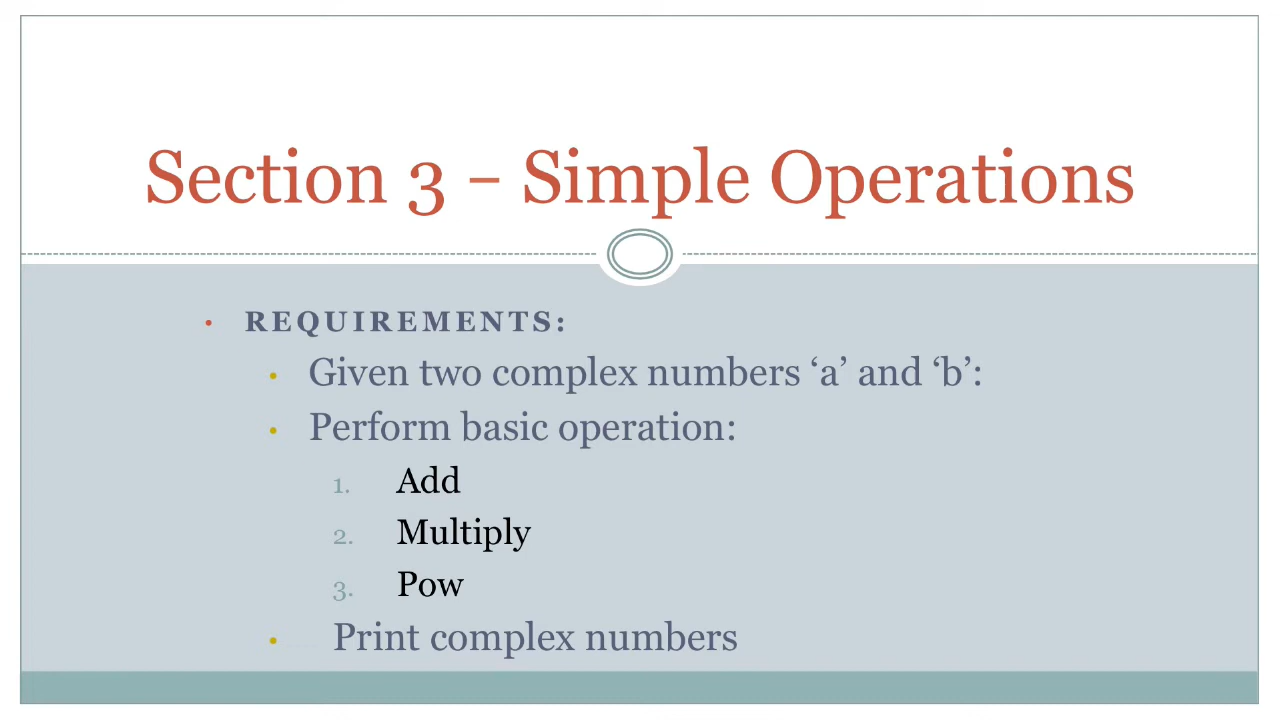 Section 3 – Simple Operations
• REQUIREMENTS:
• Given two complex numbers ‘a’ and ‘b’:
• Perform basic operation:
1. Add
2. Multiply
3. Pow
• Print complex numbers